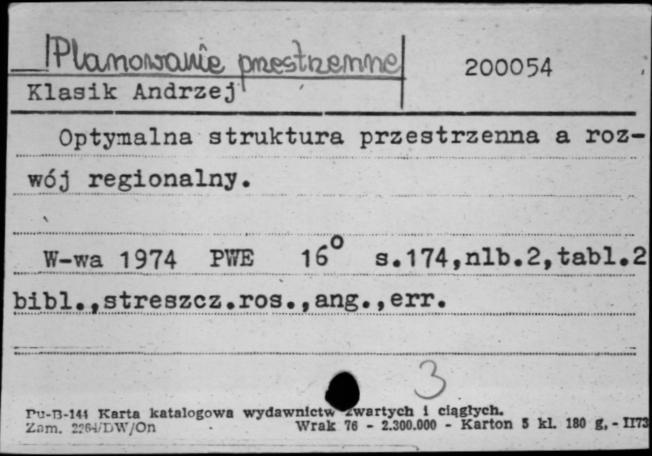 Planowanie przestrzenne
200054
Klasik Andrzej
Optymalna struktura przestrzenna a roz-
wój regionalny.
W-wa 1974 PWE 16° s.174,nlb.2,tabl.2
bibl.,streszcz.ros.,ang.,err.
3
Pu-B-144 Karta katalogowa wydawnictw zwartych i ciągłych.
Zam. 2264/DW/On Wrak 76 - 2.300.000 - Karton 5 kl. 180 g. - II73